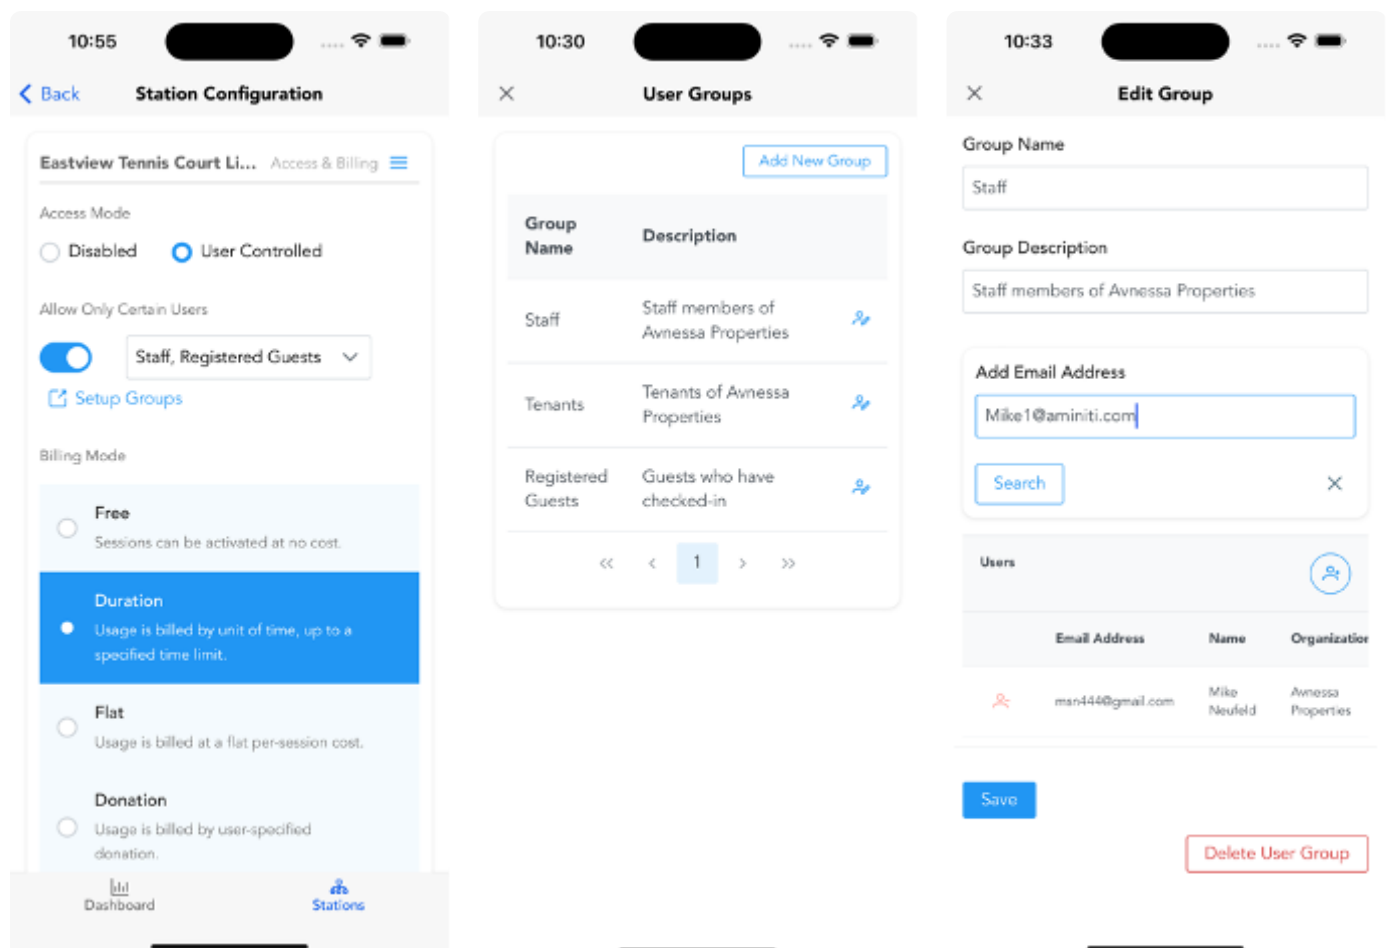 10:55
Back
Station Configuration
Eastview Tennis Court Li... Access & Billing
Access Mode
Disabled
User Controlled
Allow Only Certain Users
Staff, Registered Guests
Setup Groups
Billing Mode
Free
Sessions can be activated at no cost.
Duration
Usage is billed by unit of time, up to a
specified time limit.
Flat
Usage is billed at a flat per-session cost.
Donation
Usage is billed by user-specified
donation.
Dashboard
Stations
10:30
User Groups
Add New Group
Group
Name
Description
Staff
Staff members of
Avnessa Properties
Tenants
Tenants of Avnessa
Properties
Registered
Guests
Guests who have
checked-in
1
10:33
Edit Group
Group Name
Staff
Group Description
Staff members of Avnessa Properties
Add Email Address
Mike1@aminiti.com
Search
Users
Email Address
Name
Organization
msn444@gmail.com
Mike
Neufeld
Avnessa
Properties
Save
Delete User Group